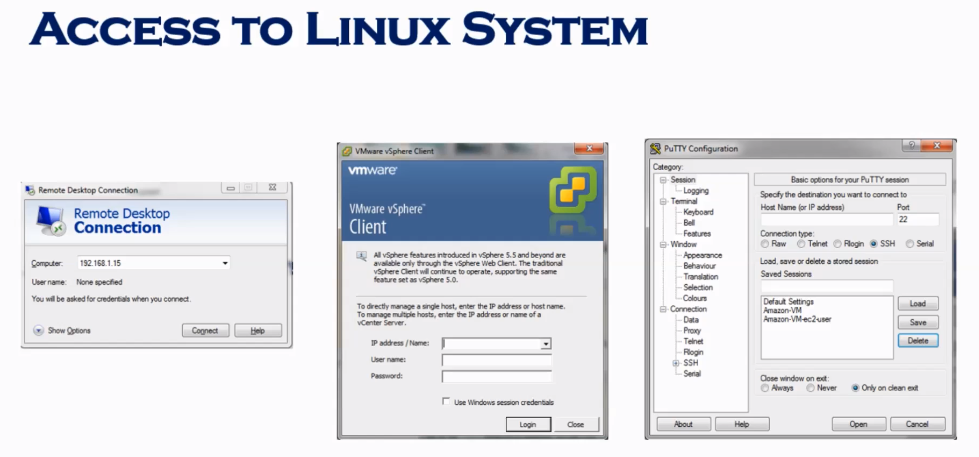 ACCESS TO LINUX SYSTEM
Remote Desktop Connection
Remote Desktop
Connection
Computer: 192.168.1.15
User name: None specified
You will be asked for credentials when you connect.
Show Options
Connect
Help
VMware vSphere Client
vmware
VMware vSphere™
Client
All vSphere features introduced in vSphere 5.5 and beyond are
available only through the vSphere Web Client. The traditional
vSphere Client will continue to operate, supporting the same
feature set as vSphere 5.0.
To directly manage a single host, enter the IP address or host name.
To manage multiple hosts, enter the IP address or name of a
vCenter Server.
IP address / Name:
User name:
Password:
Use Windows session credentials
Login
Close
PuTTY Configuration
Category:
Session
Logging
Terminal
Keyboard
Bell
Features
Window
Appearance
Behaviour
Translation
Selection
Colours
Connection
Data
Proxy
Telnet
Rlogin
SSH
Serial
Basic options for your PuTTY session
Specify the destination you want to connect to
Host Name (or IP address) Port
22
Connection type:
Raw Telnet Rlogin SSH Serial
Load, save or delete a stored session
Saved Sessions
Default Settings
Amazon-VM
Amazon-VM-ec2-user
Load
Save
Delete
Close window on exit:
Always Never Only on clean exit
About
Help
Open
Cancel